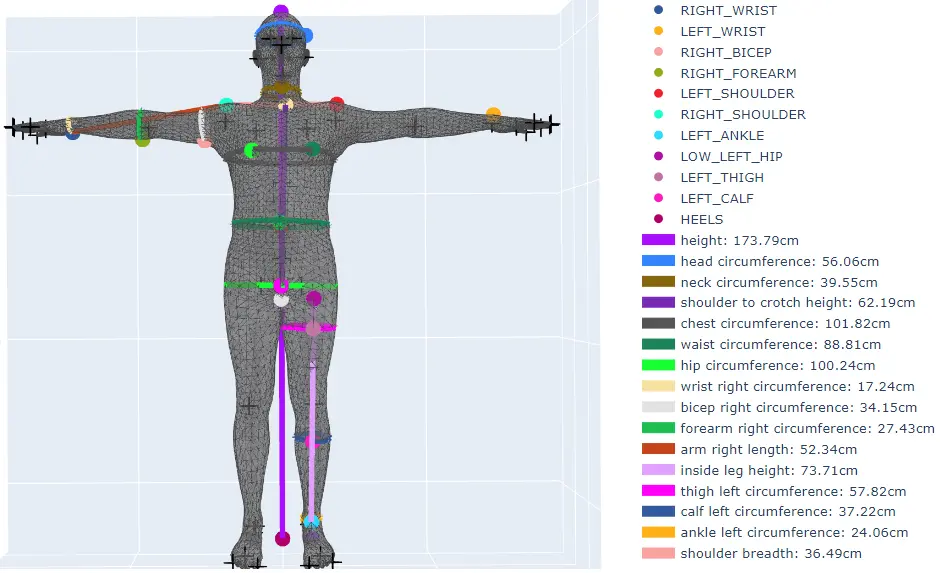 RIGHT_WRIST
LEFT_WRIST
RIGHT_BICEP
RIGHT_FOREARM
LEFT_SHOULDER
RIGHT_SHOULDER
LEFT_ANKLE
LOW_LEFT_HIP
LEFT_THIGH
LEFT_CALF
HEELS
height: 173.79cm
head circumference: 56.06cm
neck circumference: 39.55cm
shoulder to crotch height: 62.19cm
chest circumference: 101.82cm
waist circumference: 88.81cm
hip circumference: 100.24cm
wrist right circumference: 17.24cm
bicep right circumference: 34.15cm
forearm right circumference: 27.43cm
arm right length: 52.34cm
inside leg height: 73.71cm
thigh left circumference: 57.82cm
calf left circumference: 37.22cm
ankle left circumference: 24.06cm
shoulder breadth: 36.49cm